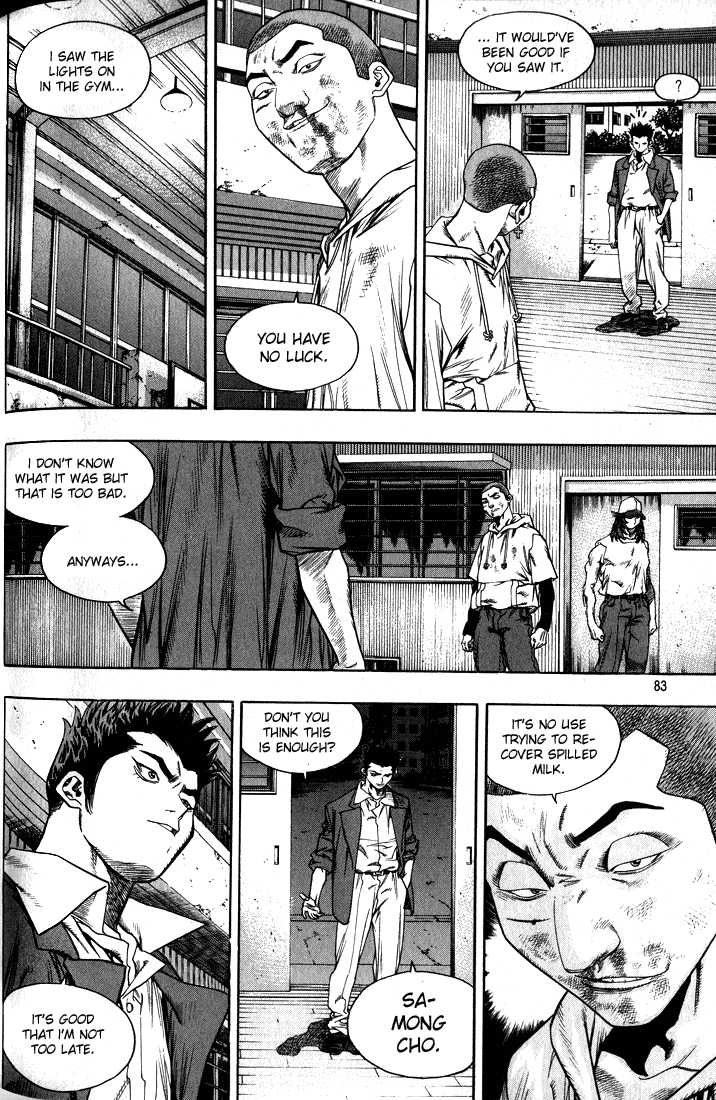 I SAW THE
LIGHTS ON
IN THE GYM...
YOU HAVE
NO LUCK.
... IT WOULD'VE
BEEN GOOD IF
YOU SAW IT.
?
I DON'T KNOW
WHAT IT WAS BUT
THAT IS TOO BAD.
ANYWAYS...
83
IT'S GOOD
THAT I'M NOT
TOO LATE.
DON'T YOU
THINK THIS
IS ENOUGH?
SA-
MONG
CHO.
IT'S NO USE
TRYING TO RE-
COVER SPILLED
MILK.